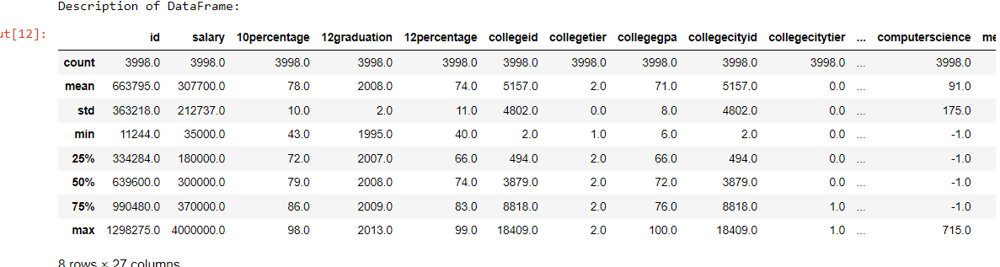 Description of DataFrame:
ut[12]:
id salary 10percentage 12graduation 12percentage collegeid collegetier collegegpa collegecityid collegecitytier ... computerscience me
count 3998.0 3998.0 3998.0 3998.0 3998.0 3998.0 3998.0 3998.0 3998.0 3998.0 ... 3998.0
mean 663795.0 307700.0 78.0 2008.0 74.0 5157.0 2.0 71.0 5157.0 0.0 ... 91.0
std 363218.0 212737.0 10.0 2.0 11.0 4802.0 0.0 8.0 4802.0 0.0 ... 175.0
min 11244.0 35000.0 43.0 1995.0 40.0 2.0 1.0 6.0 2.0 0.0 ... -1.0
25% 334284.0 180000.0 72.0 2007.0 66.0 494.0 2.0 66.0 494.0 0.0 ... -1.0
50% 639600.0 300000.0 79.0 2008.0 74.0 3879.0 2.0 72.0 3879.0 0.0 ... -1.0
75% 990480.0 370000.0 86.0 2009.0 83.0 8818.0 2.0 76.0 8818.0 1.0 ... -1.0
max 1298275.0 4000000.0 98.0 2013.0 99.0 18409.0 2.0 100.0 18409.0 1.0 ... 715.0
8 rows × 27 columns